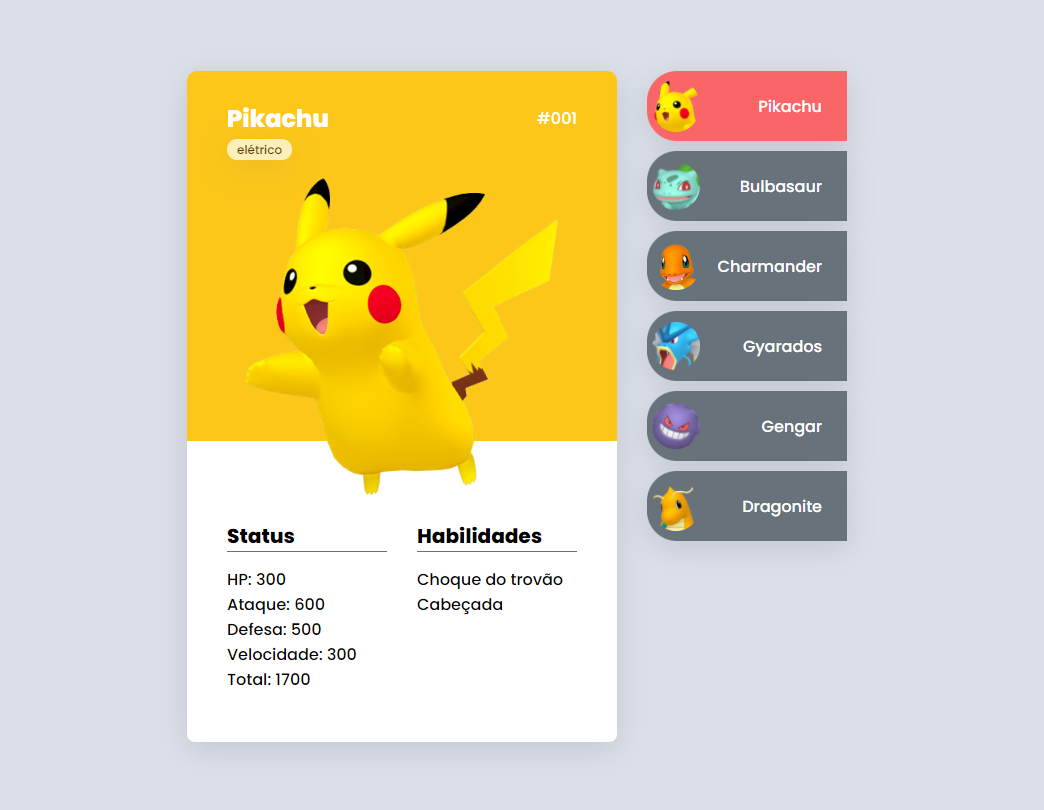 Pikachu
#001
elétrico
Status
HP: 300
Ataque: 600
Defesa: 500
Velocidade: 300
Total: 1700
Habilidades
Choque do trovão
Cabeçada
Pikachu
Bulbasaur
Charmander
Gyarados
Gengar
Dragonite